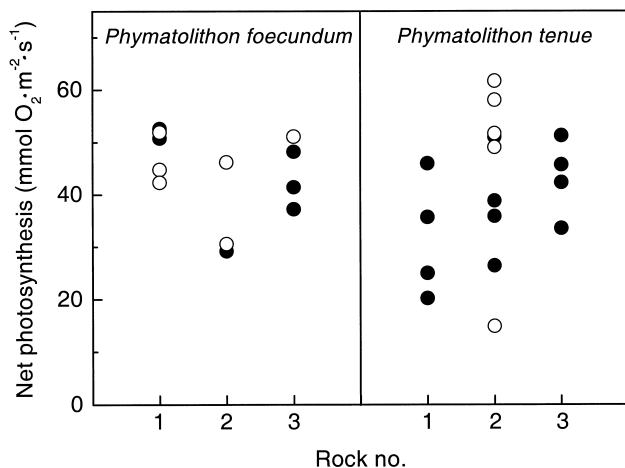 Phymatolithon foecundum
Phymatolithon tenue
Net photosynthesis (mmol O₂·m⁻²·s⁻¹)
60
40
20
0
1 2 3
1 2 3
Rock no.